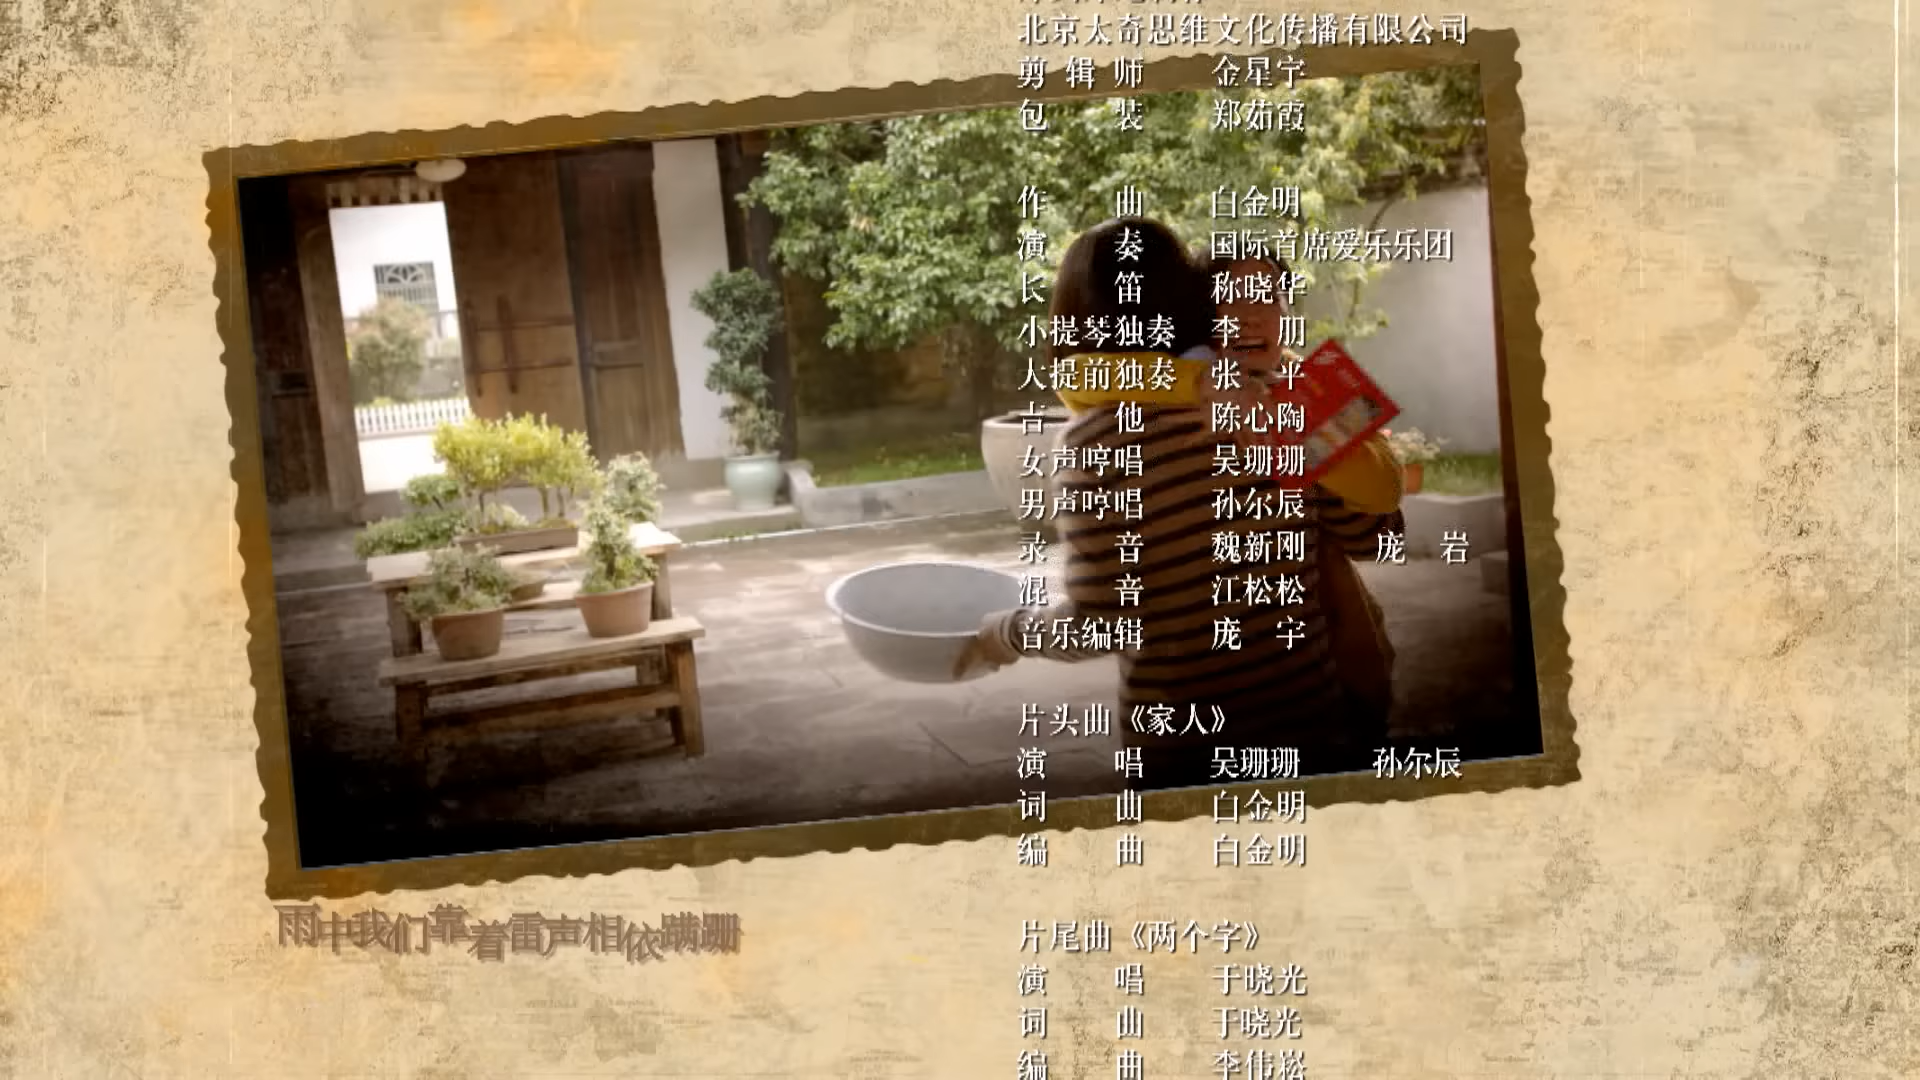 北京太奇思维文化传播有限公司
剪 辑 师 金星宇
包 装 郑茹霞
作 曲 白金明
演 奏 国际首席爱乐乐团
长 笛 称晓华
小提琴独奏 李 朋
大提前独奏 张 平
吉 他 陈心陶
女声哼唱 吴珊珊
男声哼唱 孙尔辰
录 音 魏新刚 庞 岩
混 音 江松松
音乐编辑 庞 宇
片头曲《家人》
演 唱 吴珊珊 孙尔辰
词 曲 白金明
编 曲 白金明
雨中我们靠着雷声相依蹒跚
片尾曲《两个字》
演 唱 于晓光
词 曲 于晓光
编 曲 李伟菘